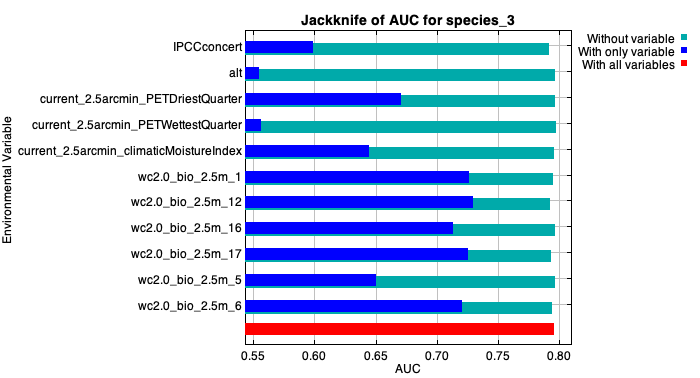 Jackknife of AUC for species_3
Without variable
With only variable
With all variables
Environmental Variable
IPCCconcert
alt
current_2.5arcmin_PETDriestQuarter
current_2.5arcmin_PETWettestQuarter
current_2.5arcmin_climaticMoistureIndex
wc2.0_bio_2.5m_1
wc2.0_bio_2.5m_12
wc2.0_bio_2.5m_16
wc2.0_bio_2.5m_17
wc2.0_bio_2.5m_5
wc2.0_bio_2.5m_6
0.55 0.60 0.65 0.70 0.75 0.80
AUC